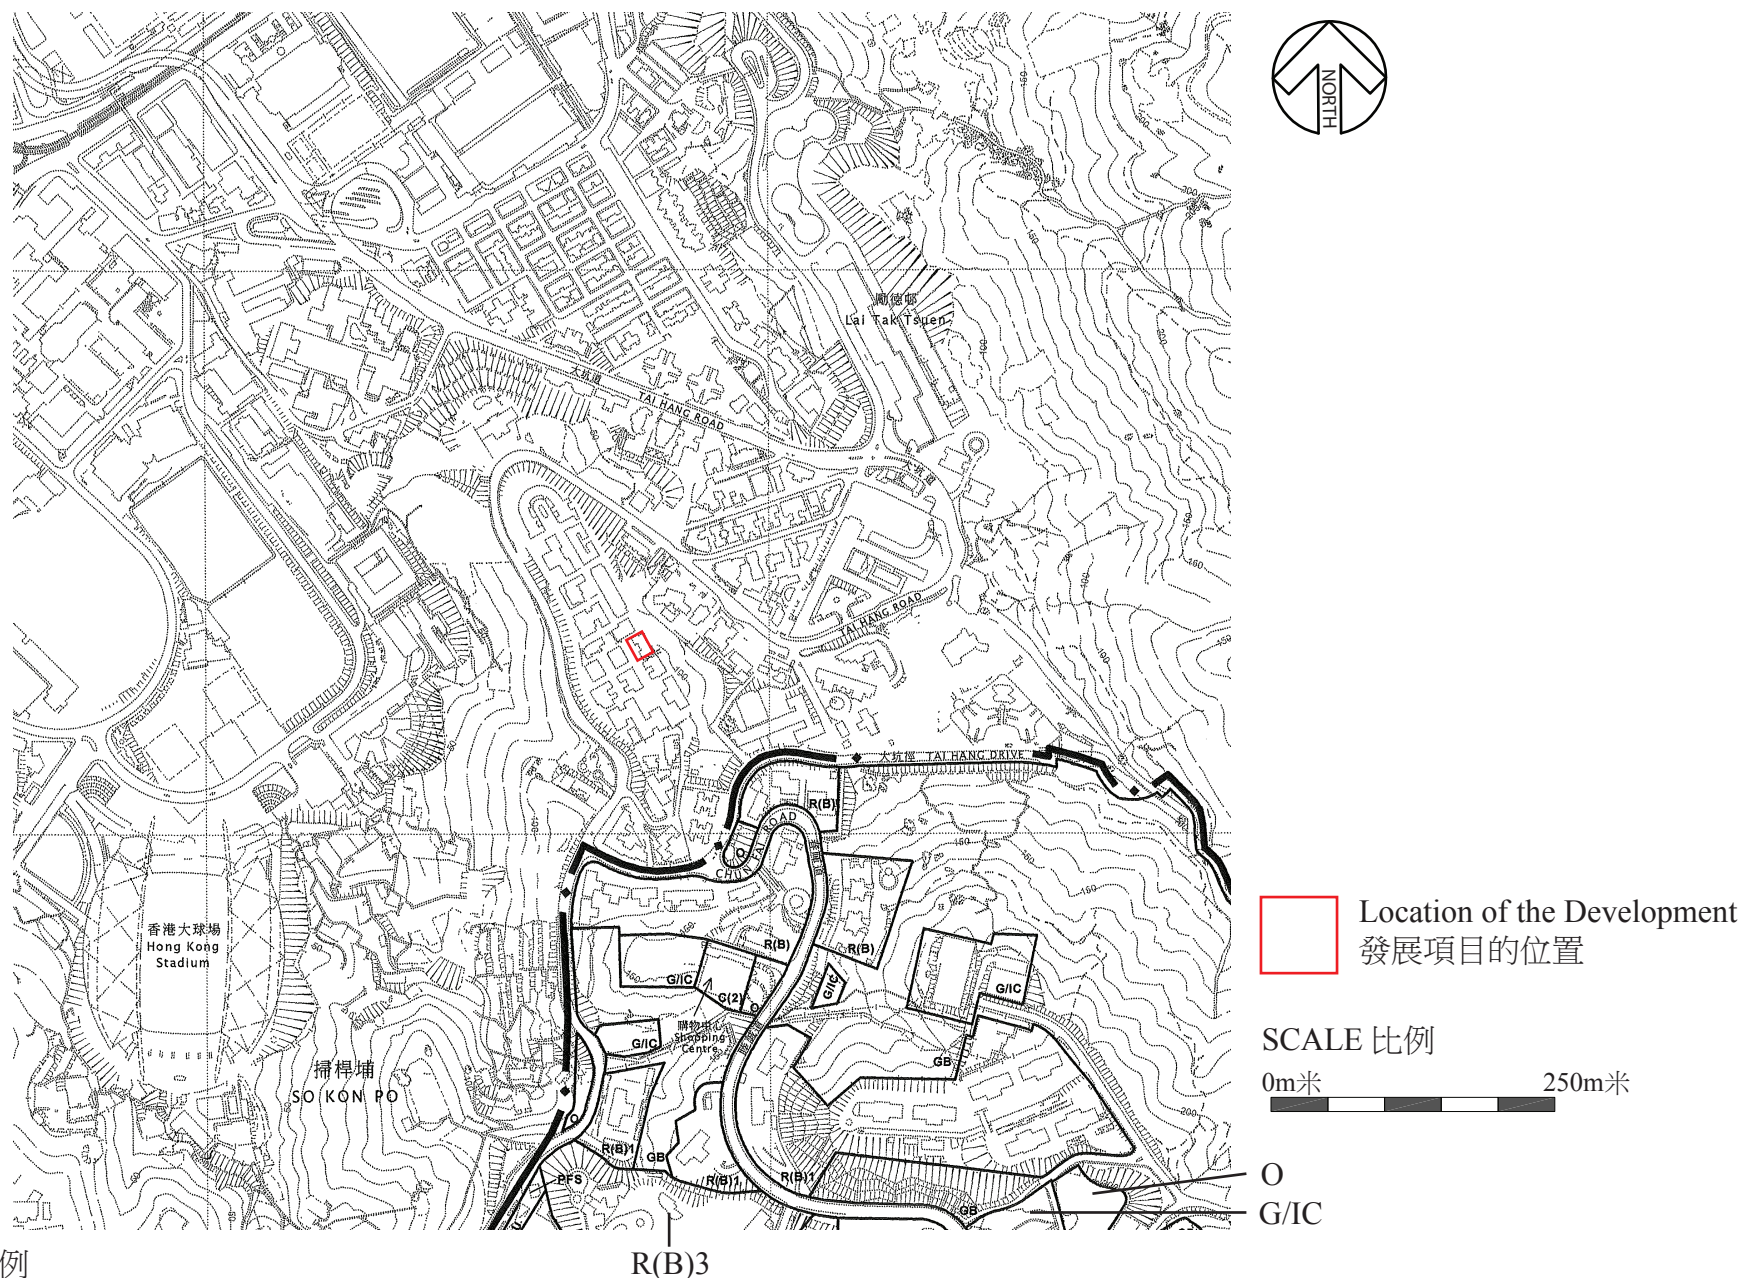 NORTH
勵德邨
Lai Tak Tsuen
大坑道
TAI HANG ROAD
大坑道
TAI HANG ROAD
大坑徑 TAI HANG DRIVE
R(B)
O
CHUN FAI ROAD
香港大球場
Hong Kong
Stadium
R(B)
R(B)
G/IC
C(2)
O
G/IC
G/IC
購物中心
Shopping
Centre
G/IC
GB
掃桿埔
SO KON PO
O
R(B)1
GB
PFS
R(B)1
R(B)1
GB
Location of the Development
發展項目的位置
SCALE 比例
0m米 250m米
O
G/IC
R(B)3
例